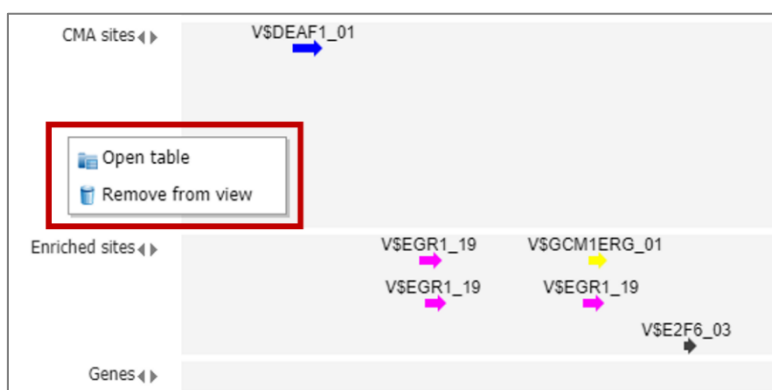 CMA sites
V$DEAF1_01
Open table
Remove from view
Enriched sites
V$EGR1_19
V$GCM1ERG_01
V$EGR1_19
V$EGR1_19
V$E2F6_03
Genes